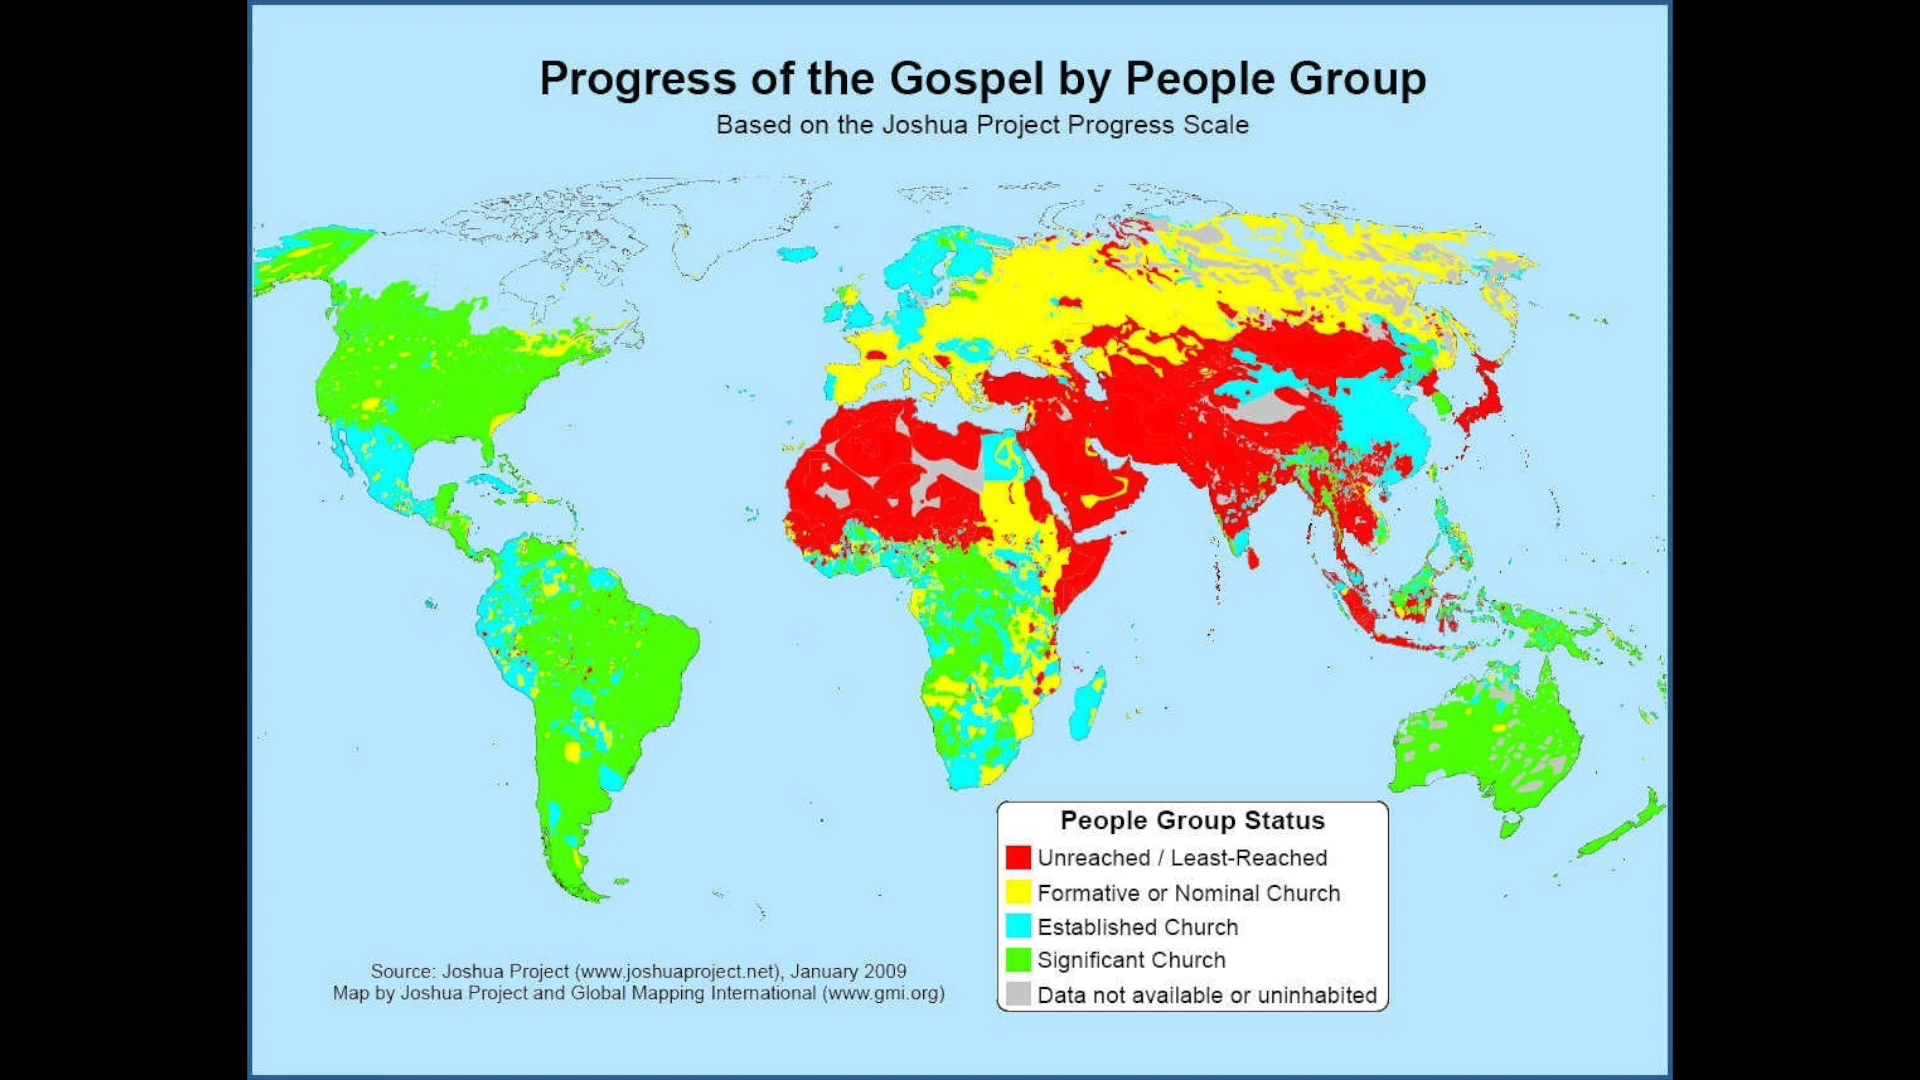 Progress of the Gospel by People Group
Based on the Joshua Project Progress Scale
People Group Status
Unreached / Least-Reached
Formative or Nominal Church
Established Church
Significant Church
Data not available or uninhabited
Source: Joshua Project (www.joshuaproject.net), January 2009
Map by Joshua Project and Global Mapping International (www.gmi.org)